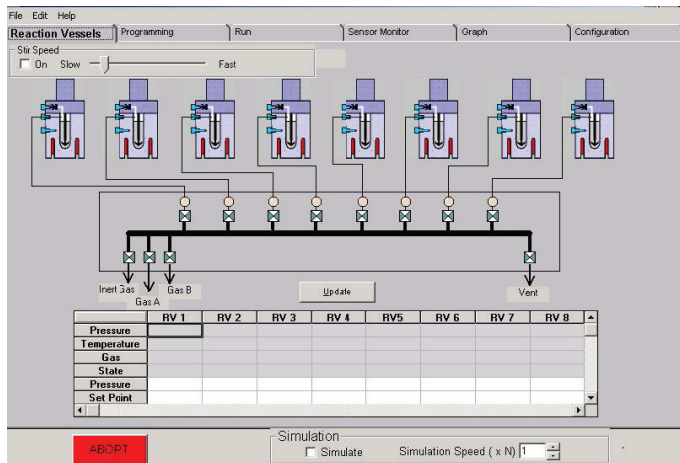 File Edit Help
Reaction Vessels Programming Run Sensor Monitor Graph Configuration
Stir Speed
On Slow Fast
Inert Gas Gas A Gas B Update Vent
RV 1 RV 2 RV 3 RV 4 RV5 RV 6 RV 7 RV 8
Pressure
Temperature
Gas
State
Pressure
Set Point
ABORT
Simulation
Simulate Simulation Speed ( x N) 1